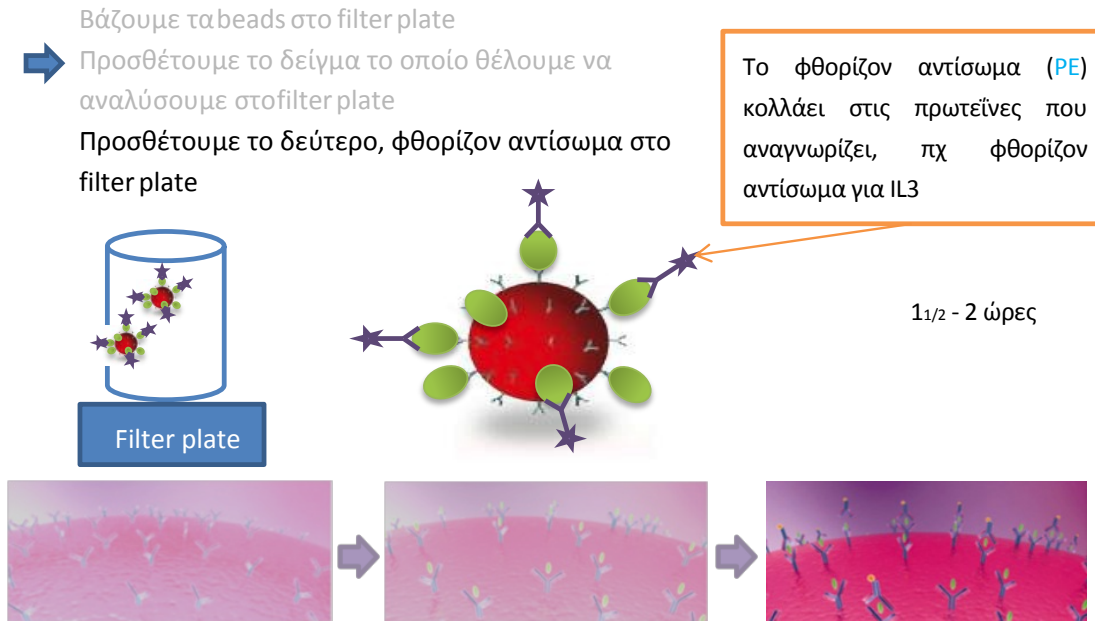 Βάζουμε τα beads στο filter plate
Προσθέτουμε το δείγμα το οποίο θέλουμε να
αναλύσουμε στο filter plate
Προσθέτουμε το δεύτερο, φθορίζον αντίσωμα στο
filter plate
Το φθορίζον αντίσωμα (PE)
κολλάει στις πρωτεΐνες που
αναγνωρίζει, πχ φθορίζον
αντίσωμα για IL3
1 1/2 - 2 ώρες
Filter plate